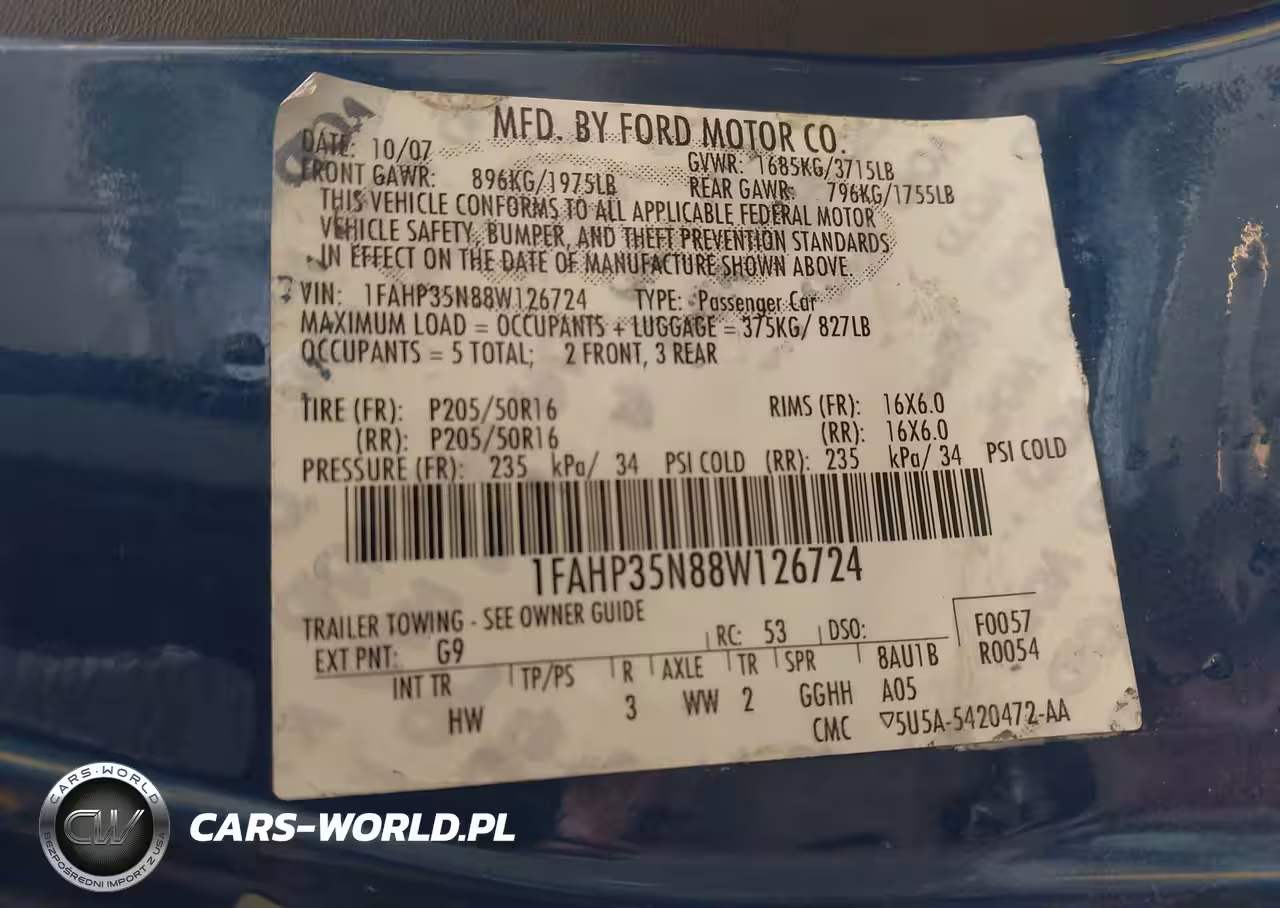 MFD. BY FORD MOTOR CO.
DATE: 10/07
GVWR: 1685KG/3715LB
FRONT GAWR: 896KG/1975LB
REAR GAWR: 796KG/1755LB
THIS VEHICLE CONFORMS TO ALL APPLICABLE FEDERAL MOTOR
VEHICLE SAFETY, BUMPER, AND THEFT PREVENTION STANDARDS
IN EFFECT ON THE DATE OF MANUFACTURE SHOWN ABOVE.
VIN: 1FAHP35N88W126724 TYPE: Passenger Car
MAXIMUM LOAD = OCCUPANTS + LUGGAGE = 375KG/ 827LB
OCCUPANTS = 5 TOTAL; 2 FRONT, 3 REAR
TIRE (FR): P205/50R16 RIMS (FR): 16X6.0
(RR): P205/50R16 (RR): 16X6.0
PRESSURE (FR): 235 kPa/ 34 PSI COLD (RR): 235 kPa/ 34 PSI COLD
1FAHP35N88W126724
TRAILER TOWING - SEE OWNER GUIDE
EXT PNT: G9 RC: 53 DSO: F0057
INT TR TP/PS R AXLE TR SPR 8AU1B R0054
HW 3 WW 2 GGHH A05
CMC ▽5U5A-5420472-AA
CARS-WORLD
CW
BEZPOŚREDNI IMPORT Z USA
CARS-WORLD.PL